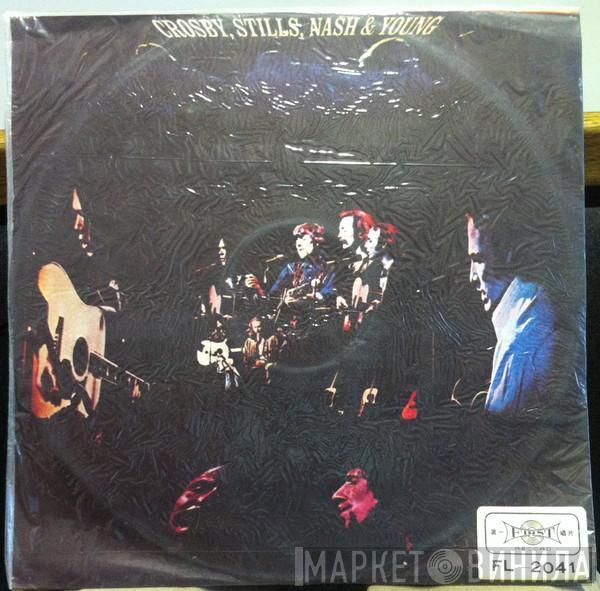 CROSBY, STILLS, NASH & YOUNG
FIRST
FL - 2041
МАРКЕТ ВИНИЛА